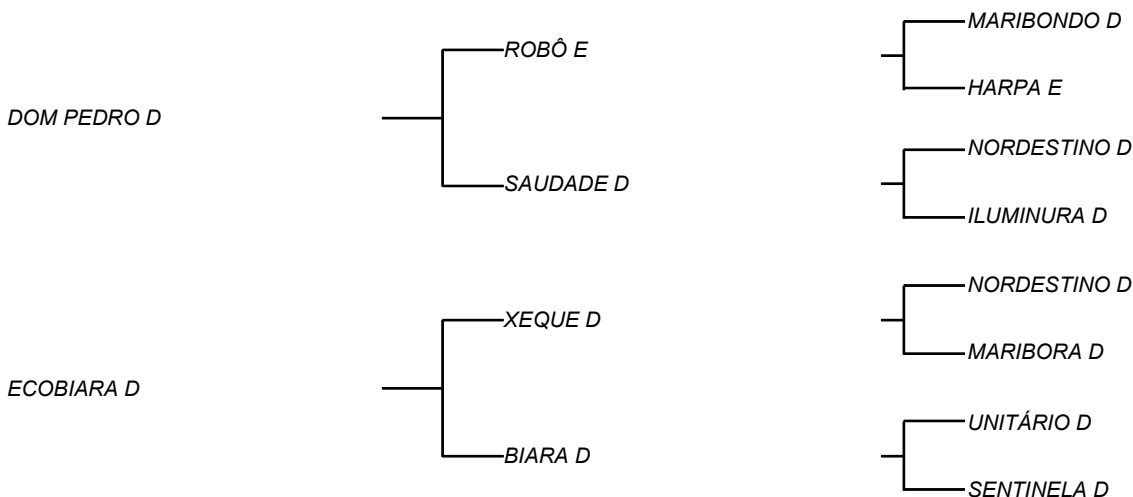 MARIBONDO D
ROBÔ E
HARPA E
DOM PEDRO D
NORDESTINO D
SAUDADE D
ILUMINURA D
NORDESTINO D
XEQUE D
MARIBORA D
ECOBIARA D
UNITÁRIO D
BIARA D
SENTINELA D